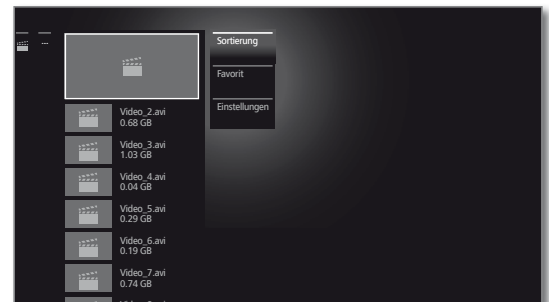 ...
Sortierung
Favorit
Einstellungen
Video_2.avi
0.68 GB
Video_3.avi
1.03 GB
Video_4.avi
0.04 GB
Video_5.avi
0.29 GB
Video_6.avi
0.19 GB
Video_7.avi
0.74 GB